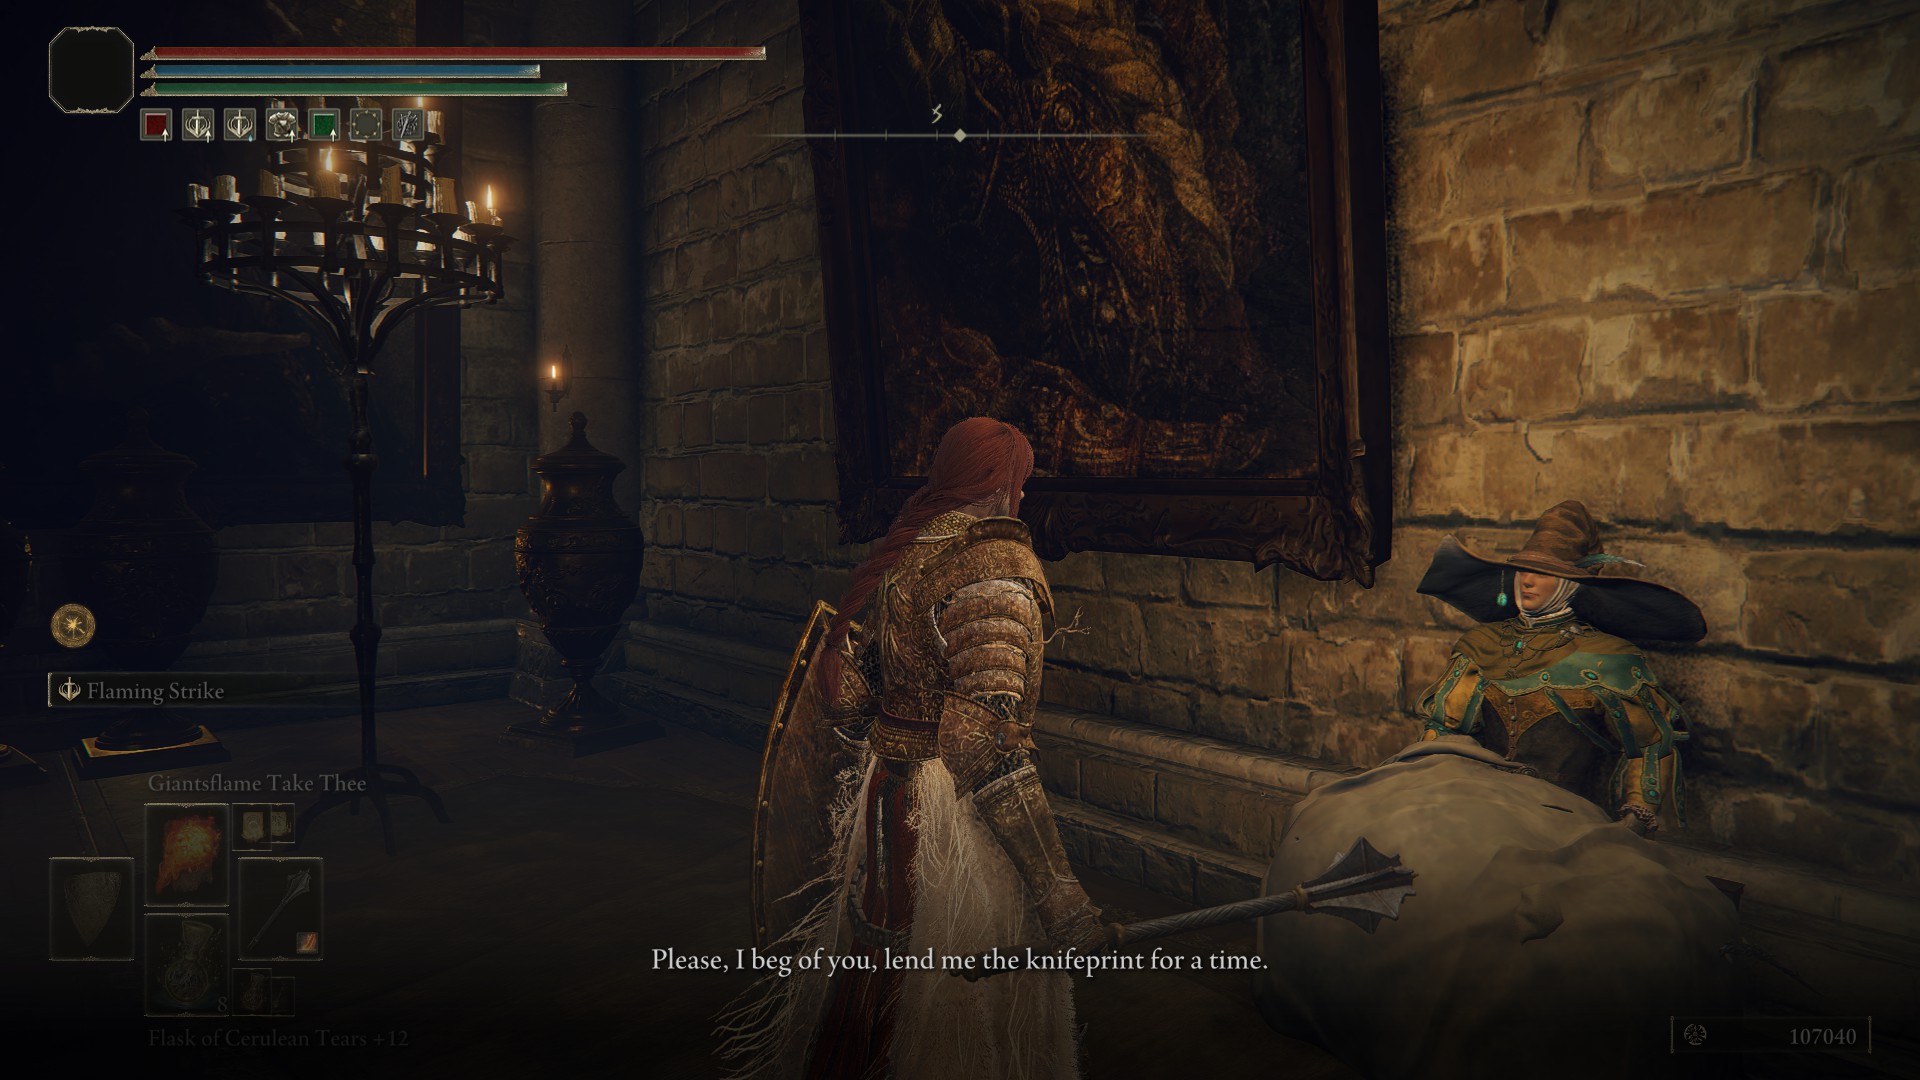 S
Flaming Strike
Giantsflame Take Thee
8
Flask of Cerulean Tears +12
Please, I beg of you, lend me the knifeprint for a time.
107040